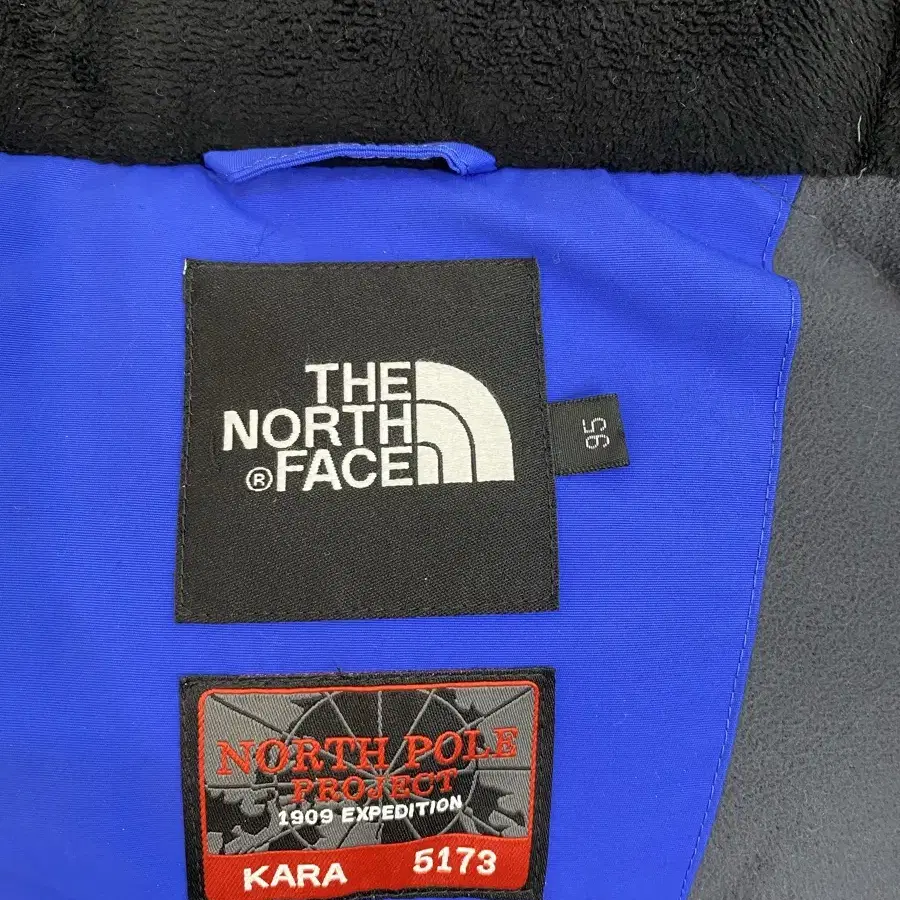 THE
NORTH
® FACE
95
NORTH POLE
PROJECT
1909 EXPEDITION
KARA 5173